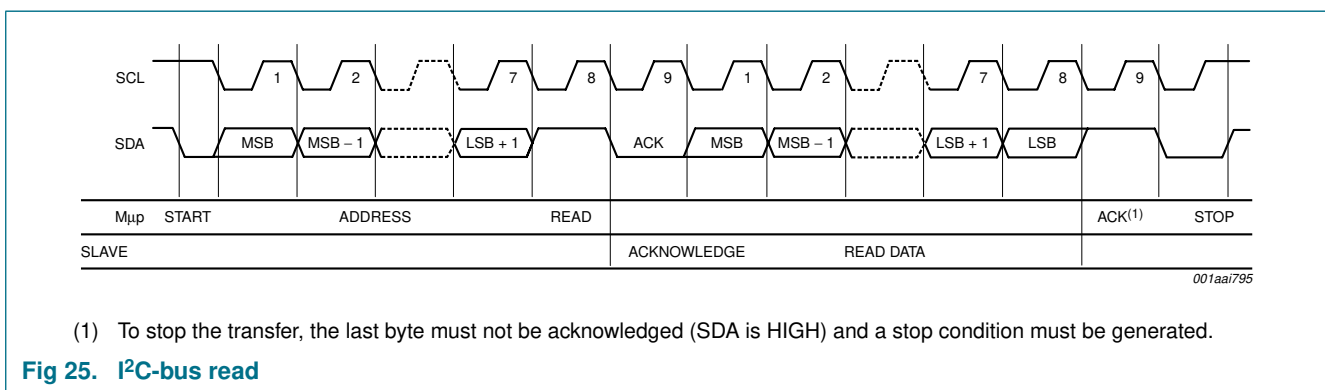 SCL 1 2 7 8 9 1 2 7 8 9
SDA MSB MSB − 1 LSB + 1 ACK MSB MSB − 1 LSB + 1 LSB
Mμp START ADDRESS READ ACK(1) STOP
SLAVE ACKNOWLEDGE READ DATA
001aai795
(1) To stop the transfer, the last byte must not be acknowledged (SDA is HIGH) and a stop condition must be generated.
Fig 25. I²C-bus read